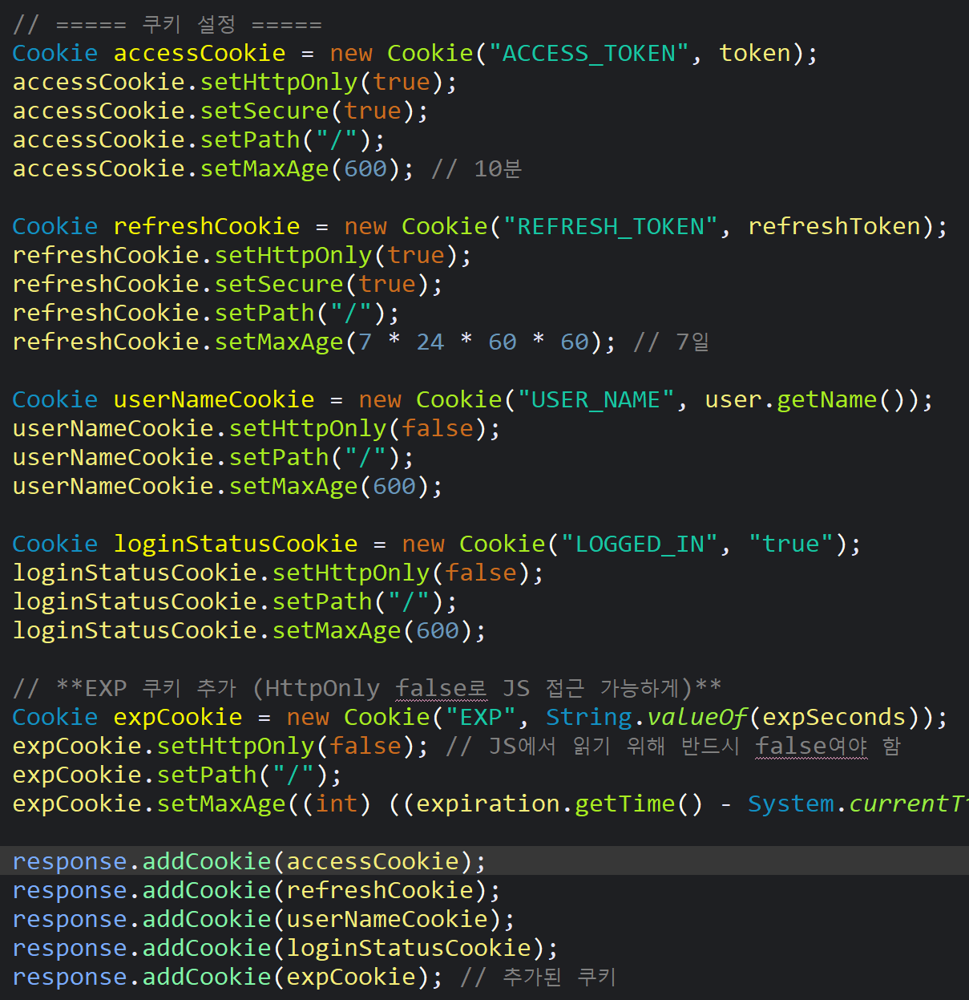 // ===== 쿠키 설정 =====
Cookie accessCookie = new Cookie("ACCESS_TOKEN", token);
accessCookie.setHttpOnly(true);
accessCookie.setSecure(true);
accessCookie.setPath("/");
accessCookie.setMaxAge(600); // 10분
Cookie refreshCookie = new Cookie("REFRESH_TOKEN", refreshToken);
refreshCookie.setHttpOnly(true);
refreshCookie.setSecure(true);
refreshCookie.setPath("/");
refreshCookie.setMaxAge(7 * 24 * 60 * 60); // 7일
Cookie userNameCookie = new Cookie("USER_NAME", user.getName());
userNameCookie.setHttpOnly(false);
userNameCookie.setPath("/");
userNameCookie.setMaxAge(600);
Cookie loginStatusCookie = new Cookie("LOGGED_IN", "true");
loginStatusCookie.setHttpOnly(false);
loginStatusCookie.setPath("/");
loginStatusCookie.setMaxAge(600);
// **EXP 쿠키 추가 (HttpOnly false로 JS 접근 가능하게)**
Cookie expCookie = new Cookie("EXP", String.valueOf(expSeconds));
expCookie.setHttpOnly(false); // JS에서 읽기 위해 반드시 false여야 함
expCookie.setPath("/");
expCookie.setMaxAge((int) ((expiration.getTime() - System.currentT
response.addCookie(accessCookie);
response.addCookie(refreshCookie);
response.addCookie(userNameCookie);
response.addCookie(loginStatusCookie);
response.addCookie(expCookie); // 추가된 쿠키